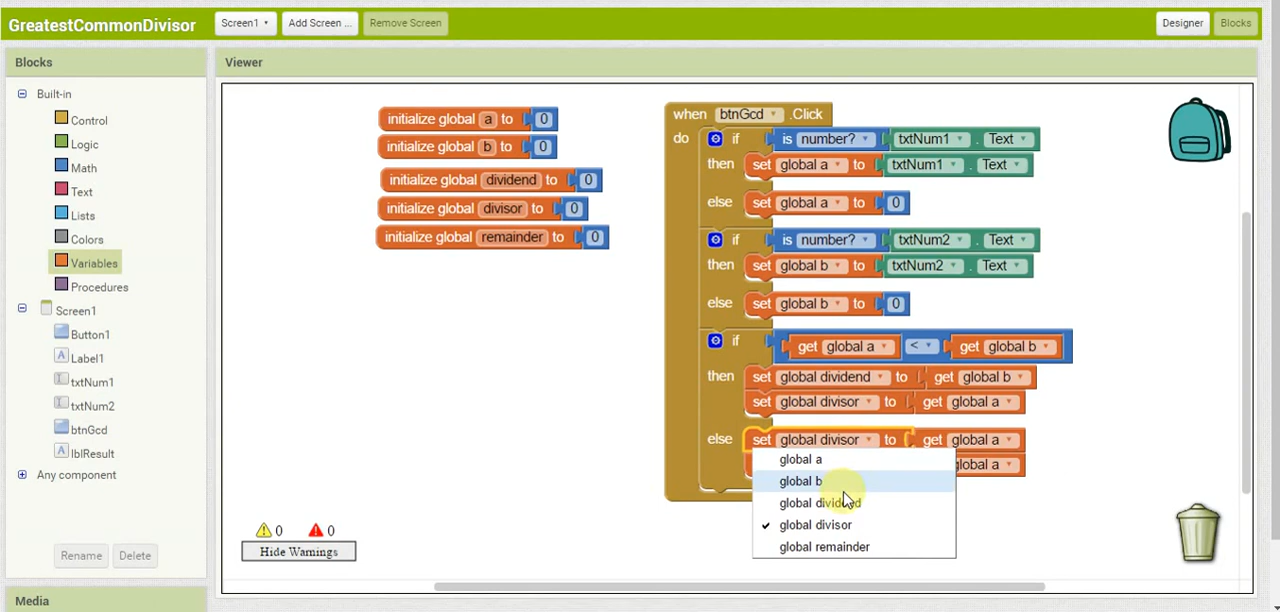 GreatestCommonDivisor
Screen1
Add Screen ...
Remove Screen
Designer
Blocks
Blocks
Viewer
Built-in
Control
Logic
Math
Text
Lists
Colors
Variables
Procedures
Screen1
Button1
Label1
txtNum1
txtNum2
btnGcd
lblResult
Any component
Rename
Delete
Media
initialize global a to 0
initialize global b to 0
initialize global dividend to 0
initialize global divisor to 0
initialize global remainder to 0
when btnGcd .Click
do if is number? txtNum1 . Text
then set global a to txtNum1 . Text
else set global a to 0
if is number? txtNum2 . Text
then set global b to txtNum2 . Text
else set global b to 0
if get global a < get global b
then set global dividend to get global b
set global divisor to get global a
else set global divisor to get global a
global a
global a
global b
global dividend
global divisor
global remainder
0
0
Hide Warnings